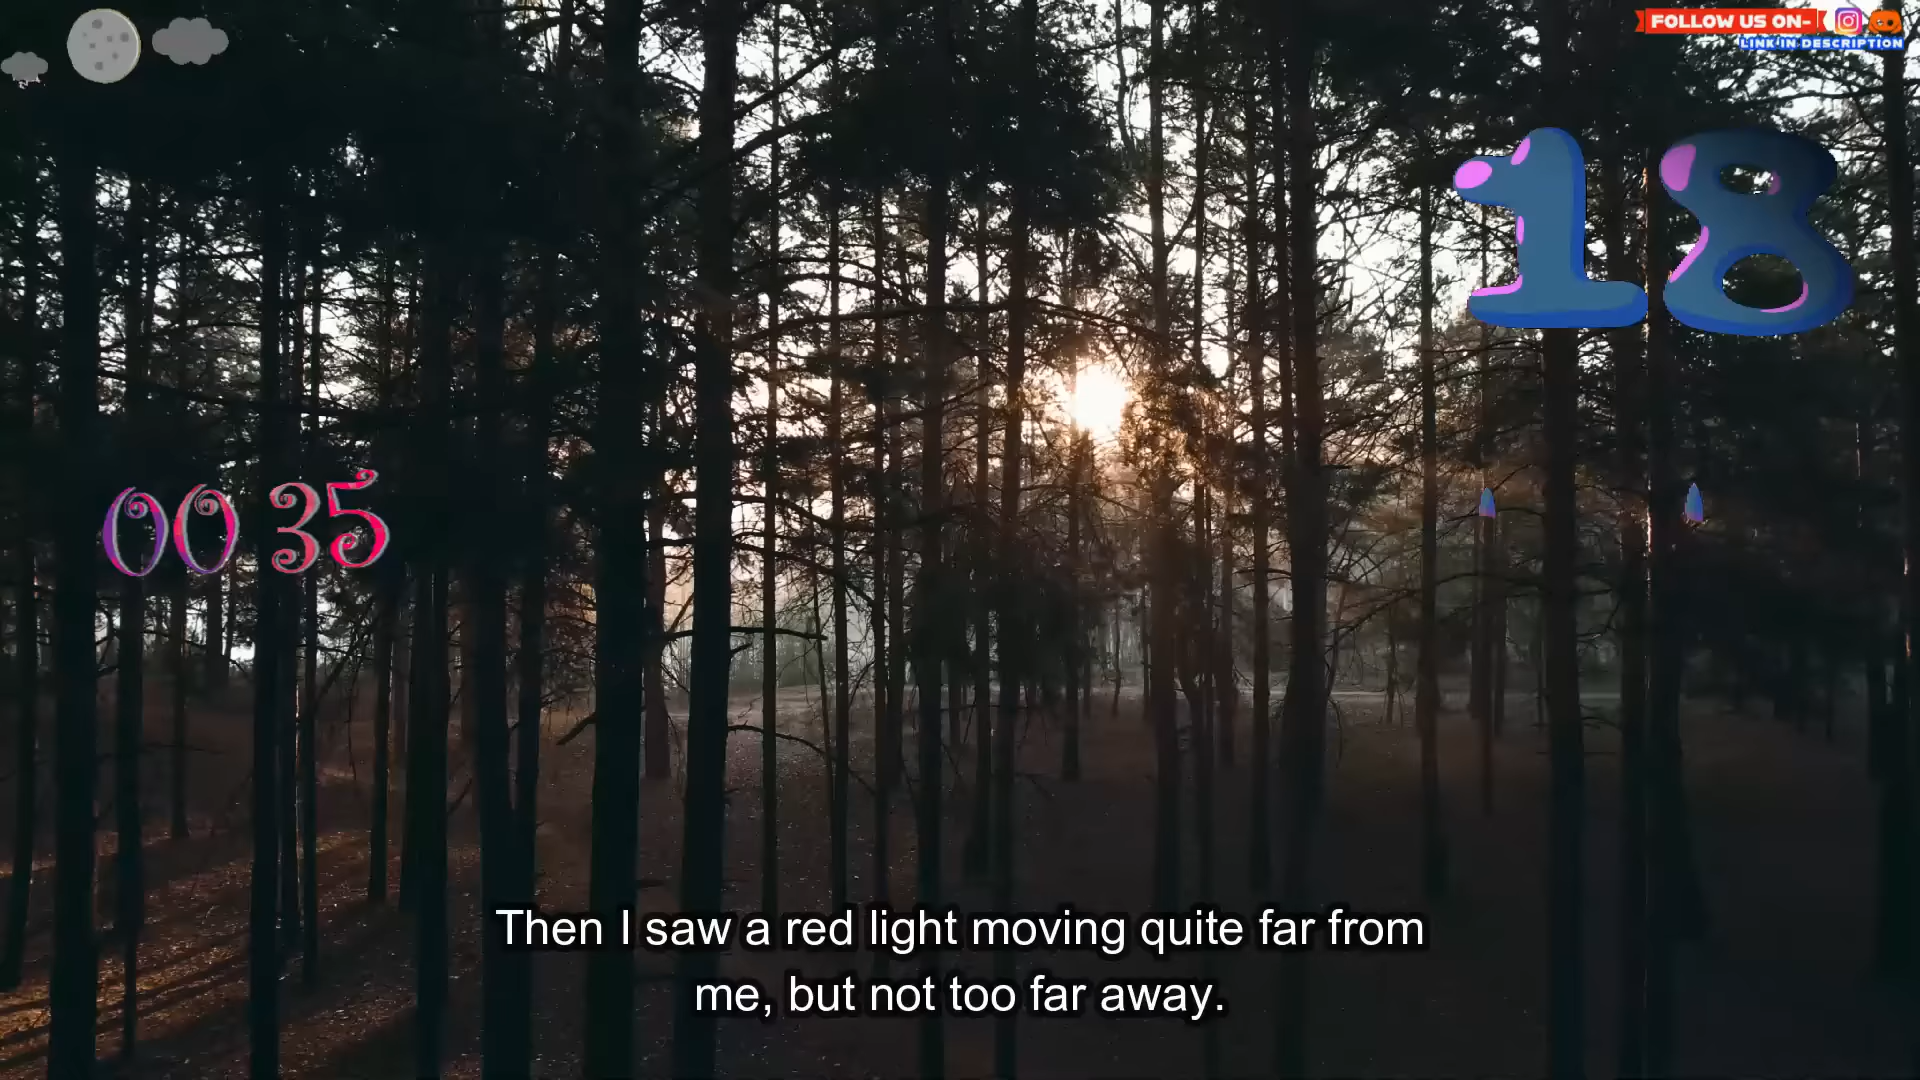 FOLLOW US ON-
LINK IN DESCRIPTION
18
00 35
Then I saw a red light moving quite far from
me, but not too far away.